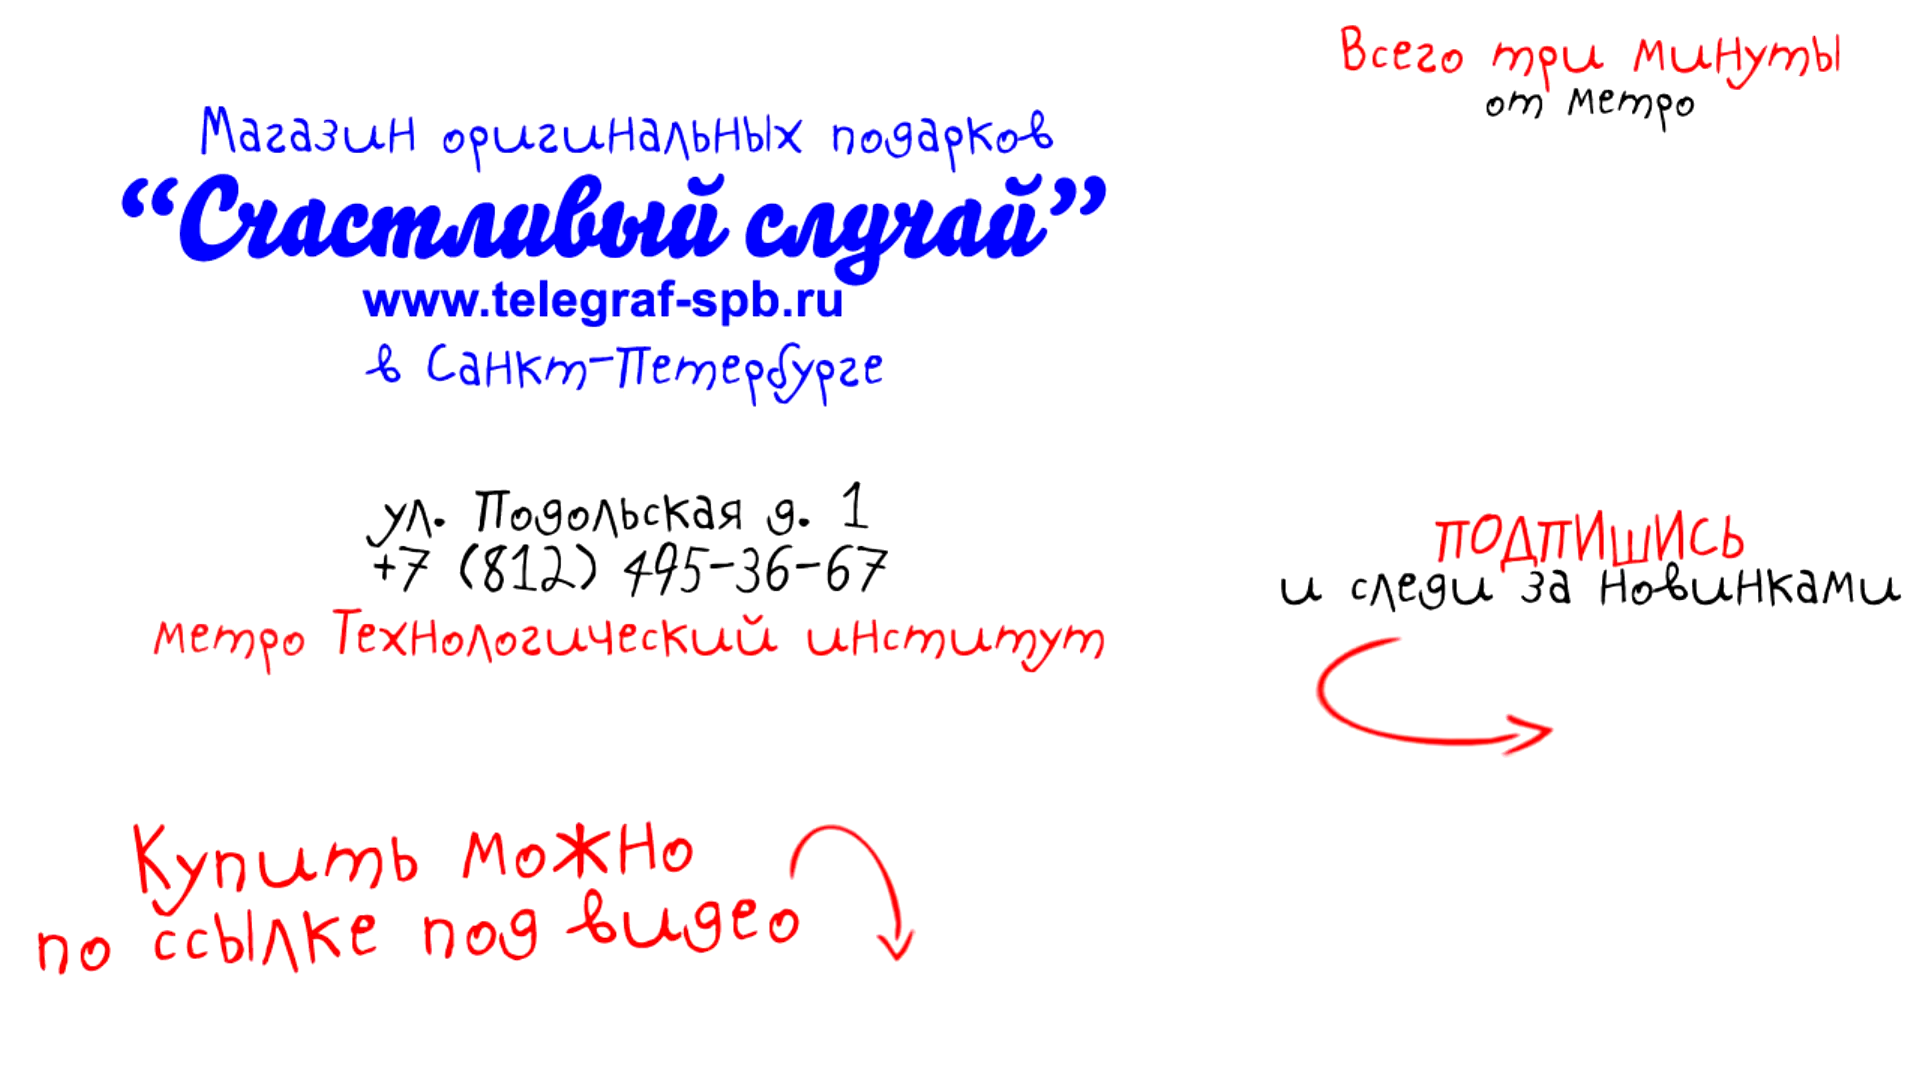 Всего три минуты
от метро
Магазин оригинальных подарков
“Счастливый случай”
www.telegraf-spb.ru
в Санкт-Петербурге
ул. Подольская д. 1
+7 (812) 495-36-67
метро Технологический институт
ПОДПИШИСЬ
и следи за новинками
Купить можно
по ссылке под видео